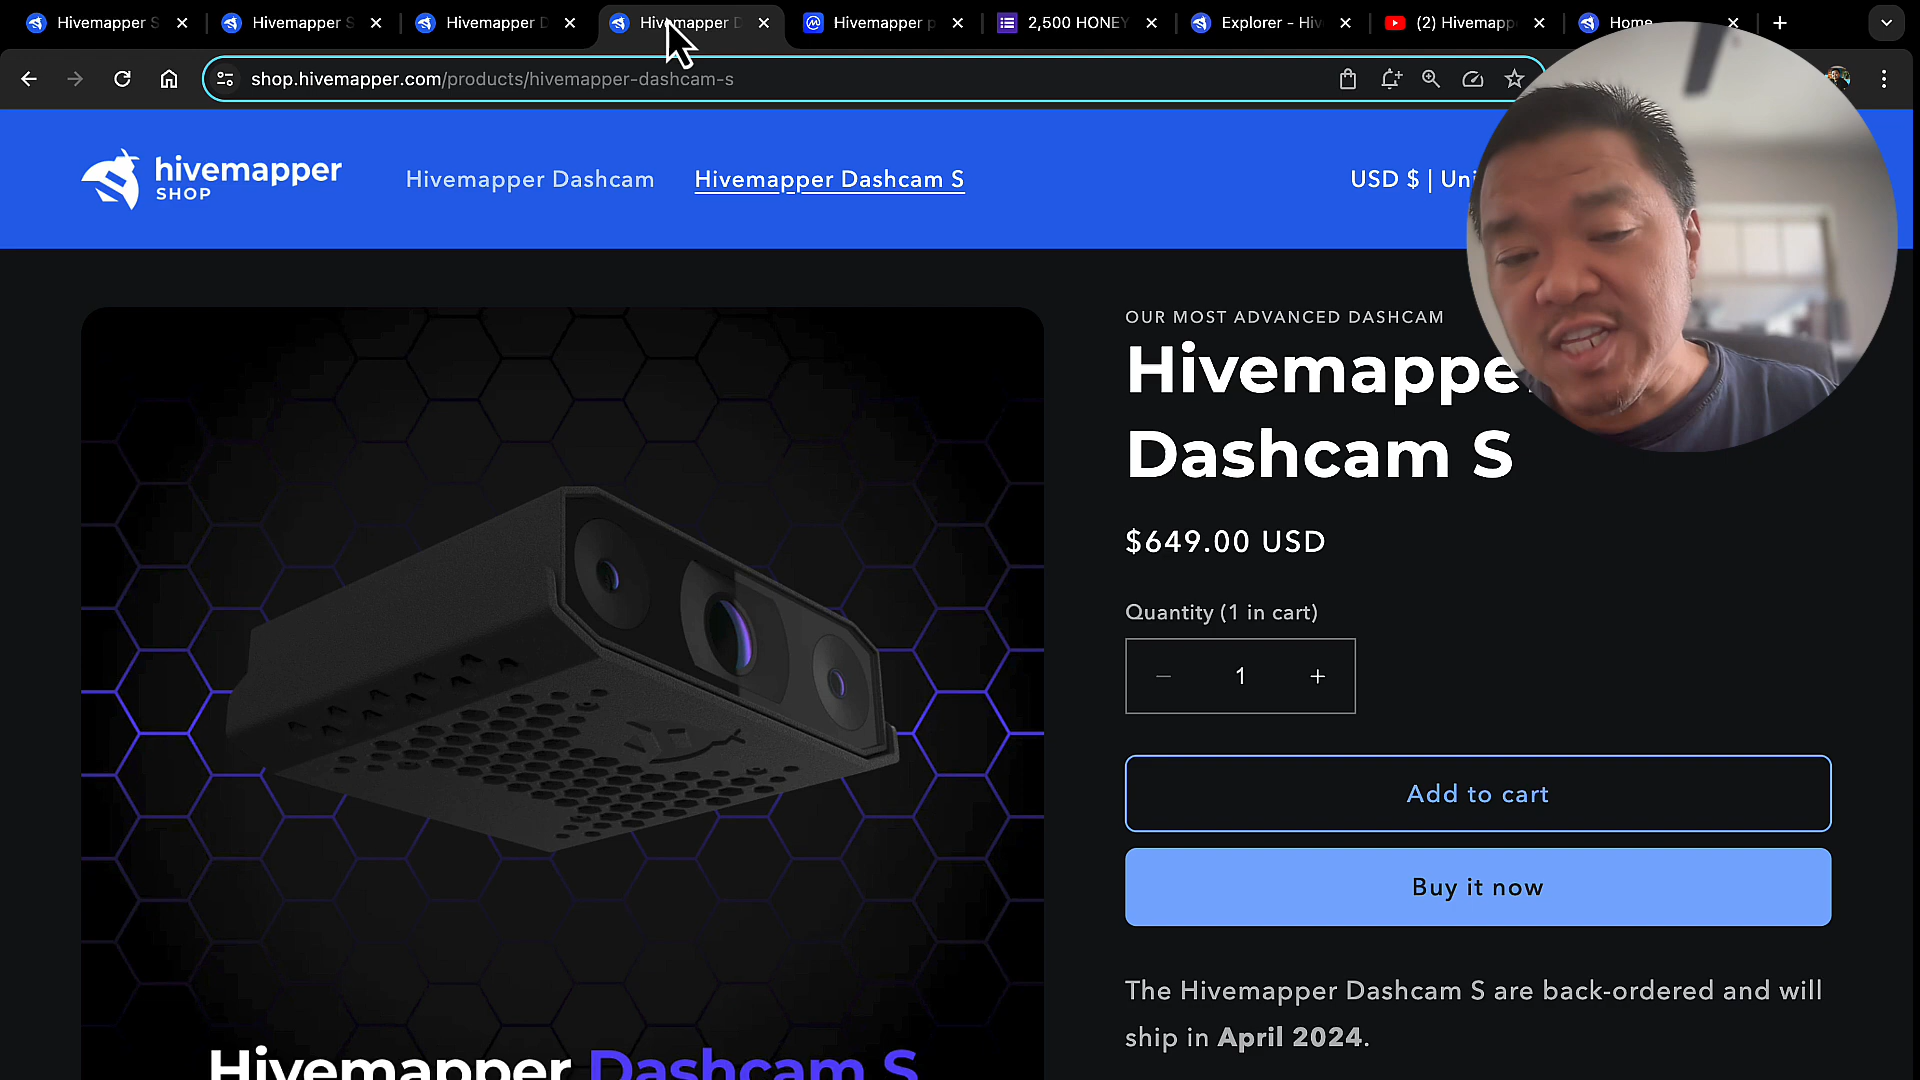 Hivemapper S
Hivemapper S
Hivemapper D
Hivemapper D
Hivemapper p
2,500 HONEY
Explorer - Hiv
(2) Hivemapp
Home
shop.hivemapper.com/products/hivemapper-dashcam-s
hivemapper
SHOP
Hivemapper Dashcam
Hivemapper Dashcam S
USD $ | Uni
OUR MOST ADVANCED DASHCAM
Hivemapper
Dashcam S
$649.00 USD
Quantity (1 in cart)
− 1 +
Add to cart
Buy it now
The Hivemapper Dashcam S are back-ordered and will
ship in April 2024.
Hivemapper Dashcam S